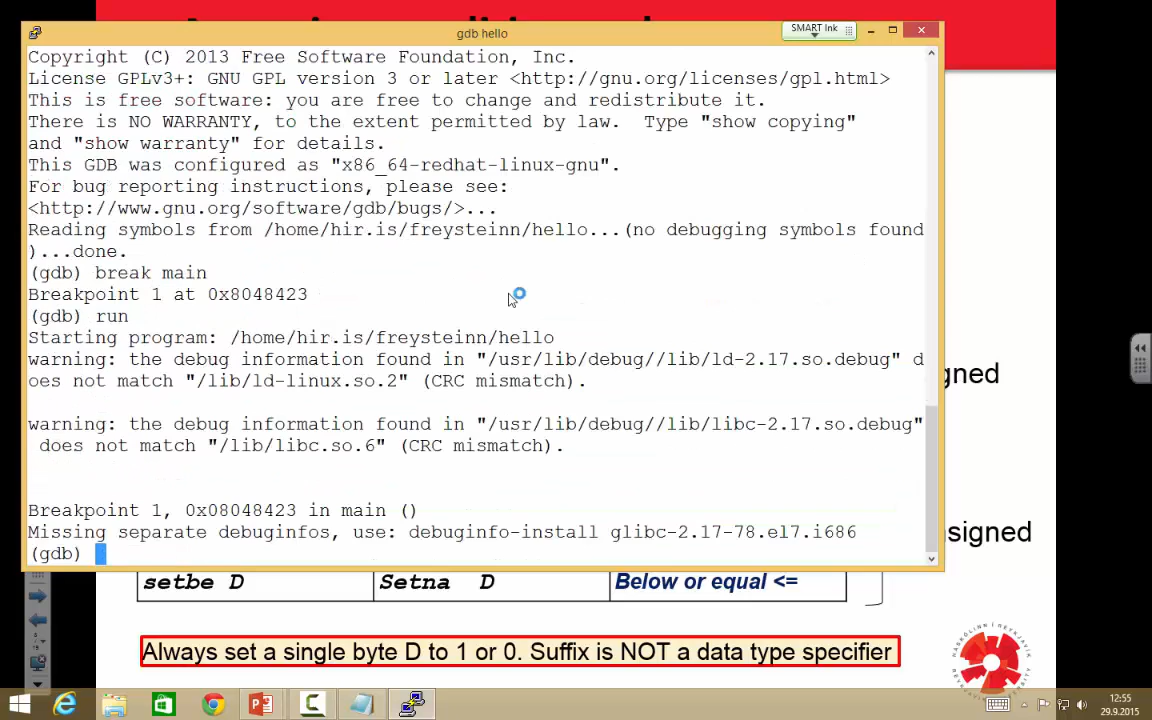 gdb hello
SMART Ink
Copyright (C) 2013 Free Software Foundation, Inc.
License GPLv3+: GNU GPL version 3 or later <http://gnu.org/licenses/gpl.html>
This is free software: you are free to change and redistribute it.
There is NO WARRANTY, to the extent permitted by law.  Type "show copying"
and "show warranty" for details.
This GDB was configured as "x86_64-redhat-linux-gnu".
For bug reporting instructions, please see:
<http://www.gnu.org/software/gdb/bugs/>...
Reading symbols from /home/hir.is/freysteinn/hello...(no debugging symbols found
)...done.
(gdb) break main
Breakpoint 1 at 0x8048423
(gdb) run
Starting program: /home/hir.is/freysteinn/hello
warning: the debug information found in "/usr/lib/debug//lib/ld-2.17.so.debug" d
oes not match "/lib/ld-linux.so.2" (CRC mismatch).
warning: the debug information found in "/usr/lib/debug//lib/libc-2.17.so.debug"
 does not match "/lib/libc.so.6" (CRC mismatch).
Breakpoint 1, 0x08048423 in main ()
Missing separate debuginfos, use: debuginfo-install glibc-2.17-78.el7.i686
(gdb)
gned
signed
setbe D Setna D Below or equal <=
Always set a single byte D to 1 or 0. Suffix is NOT a data type specifier
12:55
29.9.2015